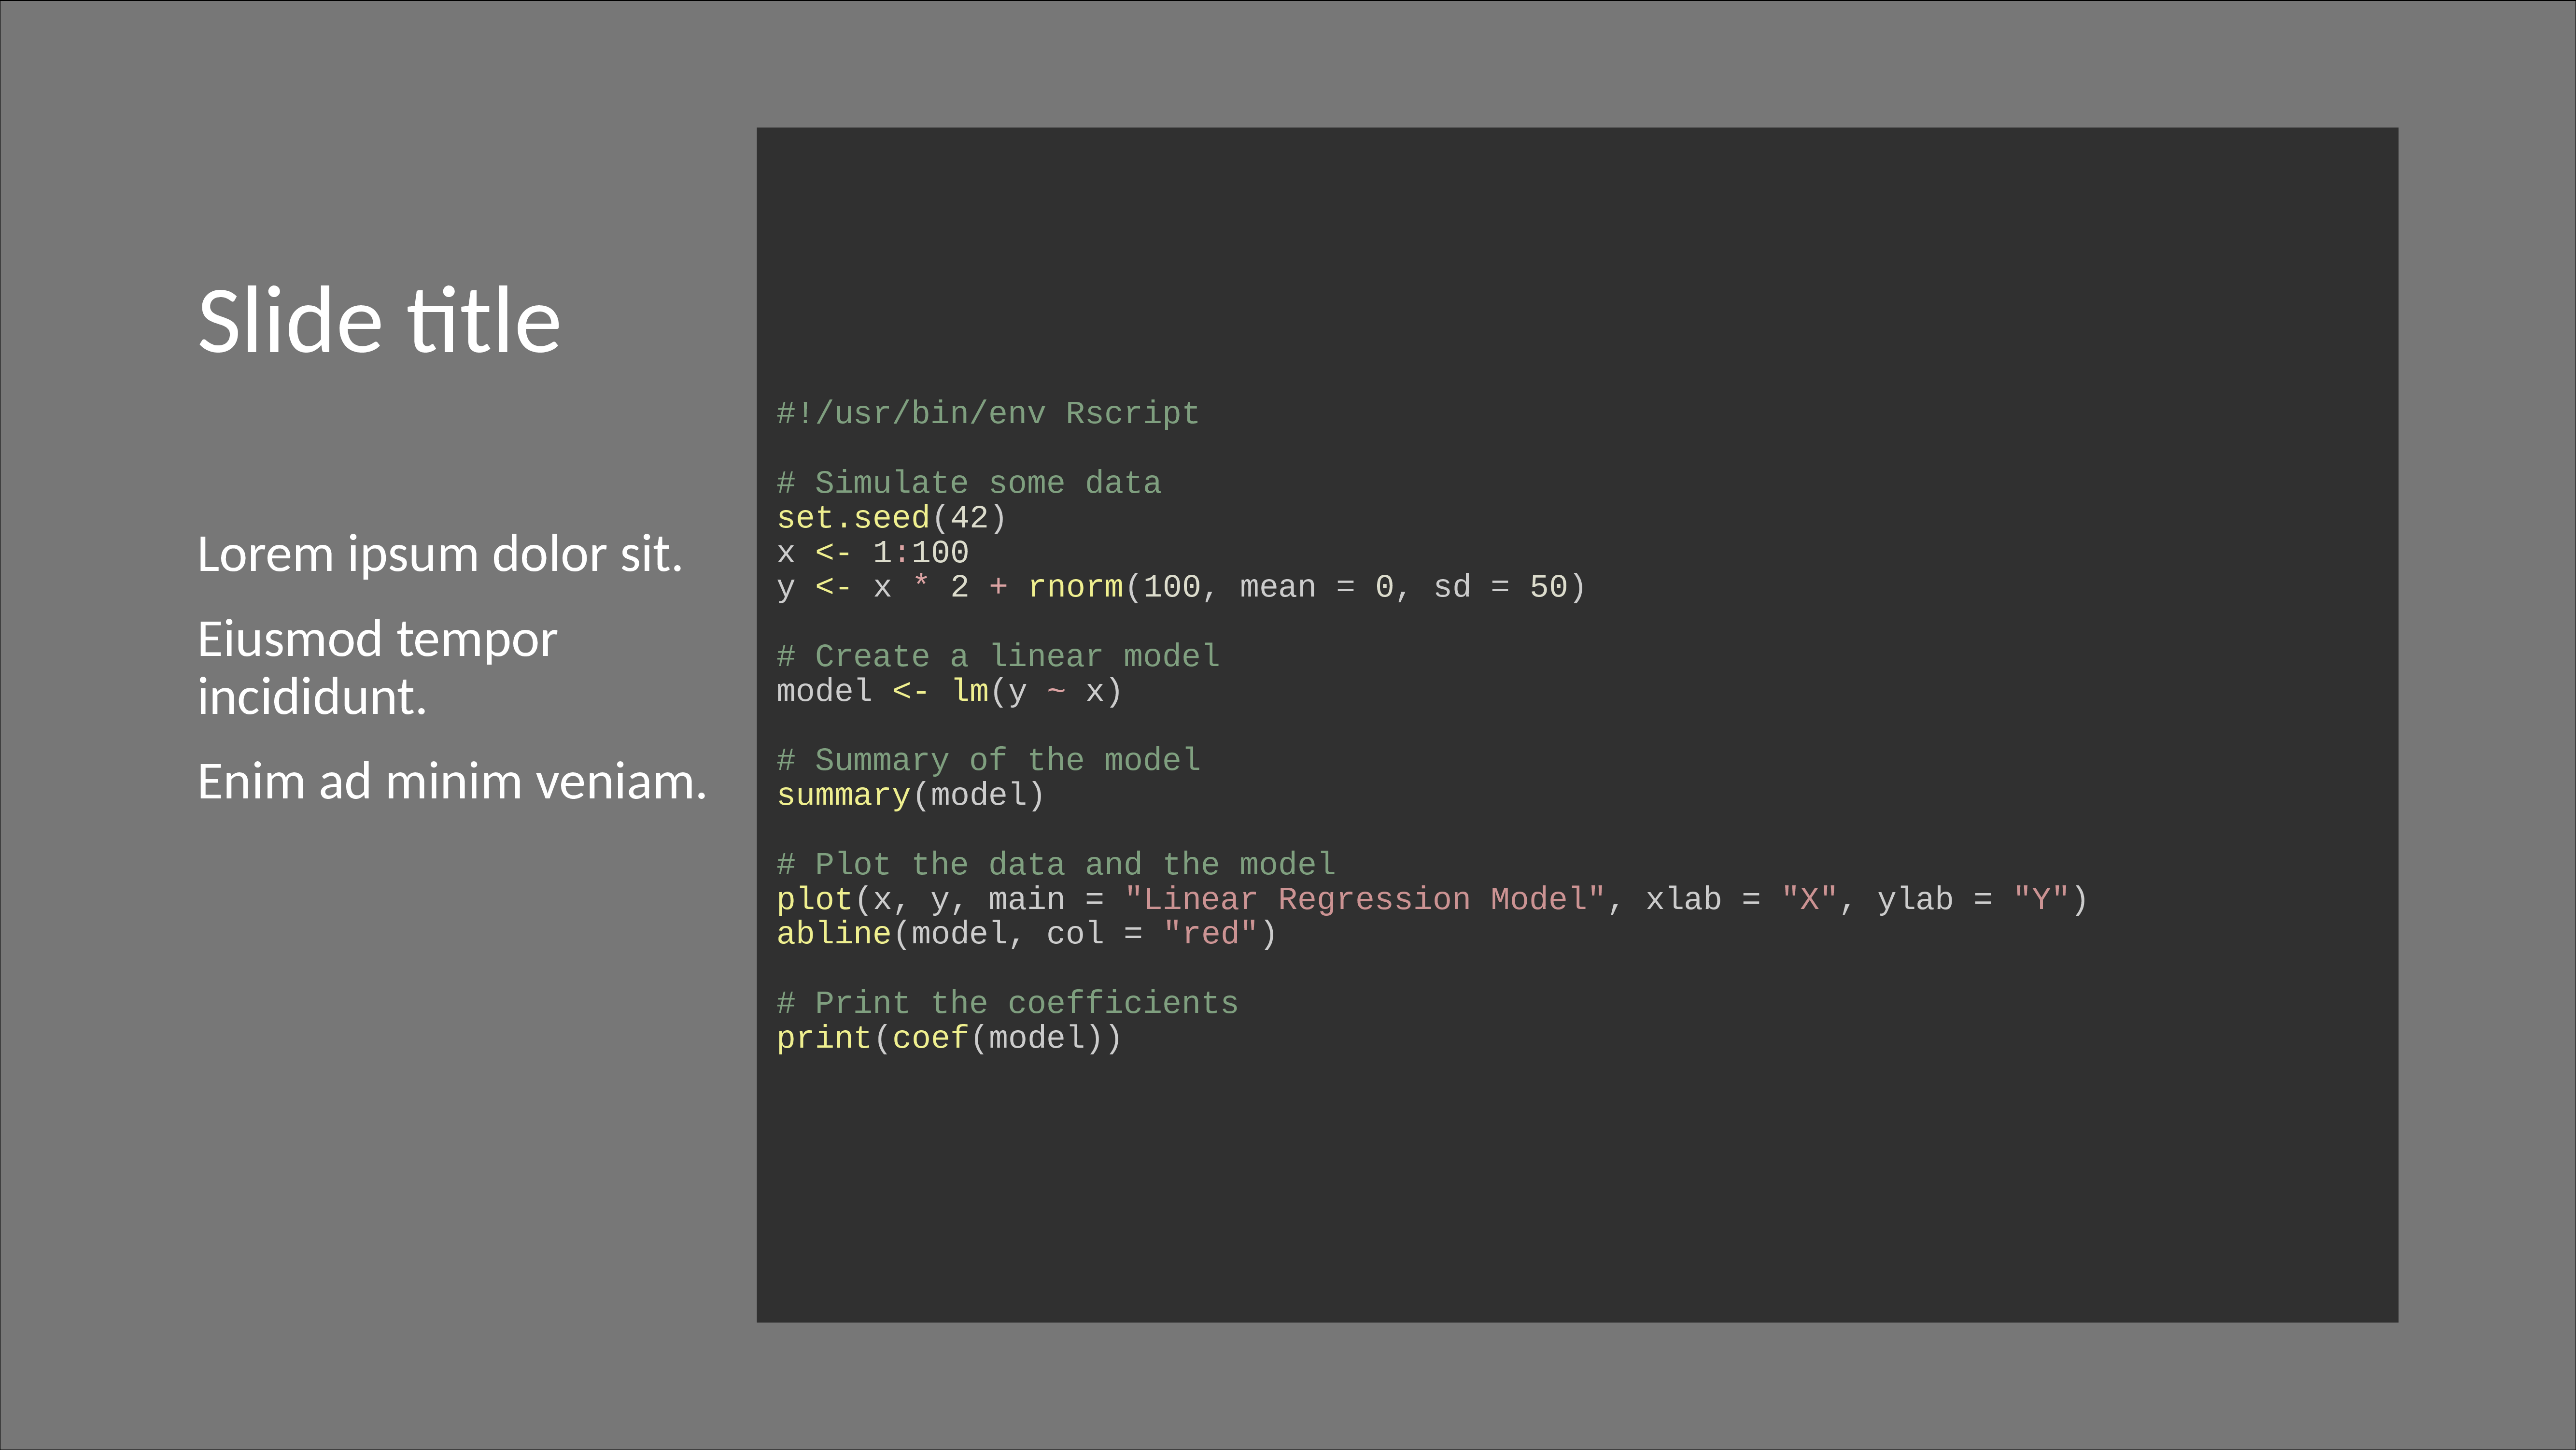 Slide title
Lorem ipsum dolor sit.
Eiusmod tempor
incididunt.
Enim ad minim veniam.
#!/usr/bin/env Rscript

# Simulate some data
set.seed(42)
x <- 1:100
y <- x * 2 + rnorm(100, mean = 0, sd = 50)

# Create a linear model
model <- lm(y ~ x)

# Summary of the model
summary(model)

# Plot the data and the model
plot(x, y, main = "Linear Regression Model", xlab = "X", ylab = "Y")
abline(model, col = "red")

# Print the coefficients
print(coef(model))